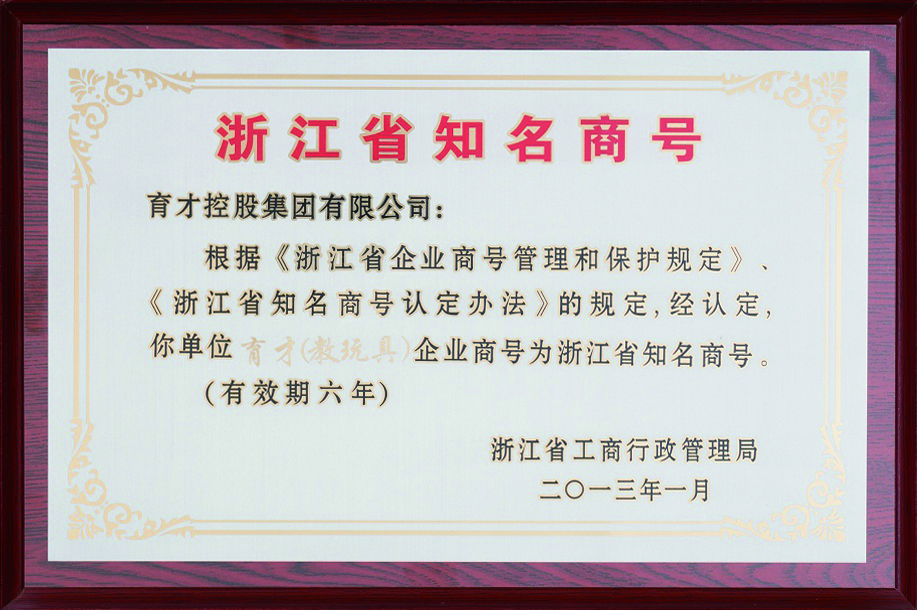 浙江省知名商号
育才控股集团有限公司：
根据《浙江省企业商号管理和保护规定》、
《浙江省知名商号认定办法》的规定,经认定,
你单位 育才(教玩具) 企业商号为浙江省知名商号。
(有效期六年)
浙江省工商行政管理局
二〇一三年一月